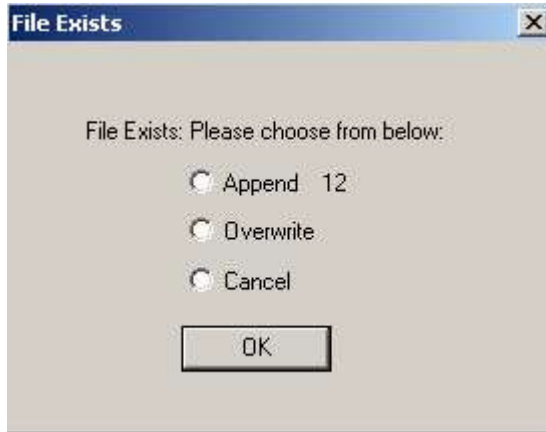 File Exists
File Exists: Please choose from below:
Append 12
Overwrite
Cancel
OK